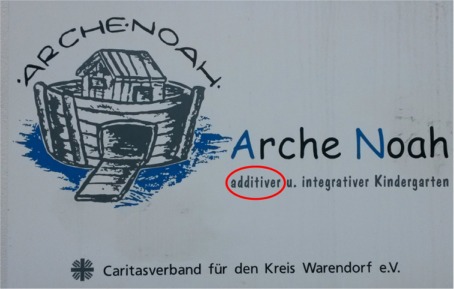 ·ARCHE·NOAH·
Arche Noah
additiver u. integrativer Kindergarten
Caritasverband für den Kreis Warendorf e.V.